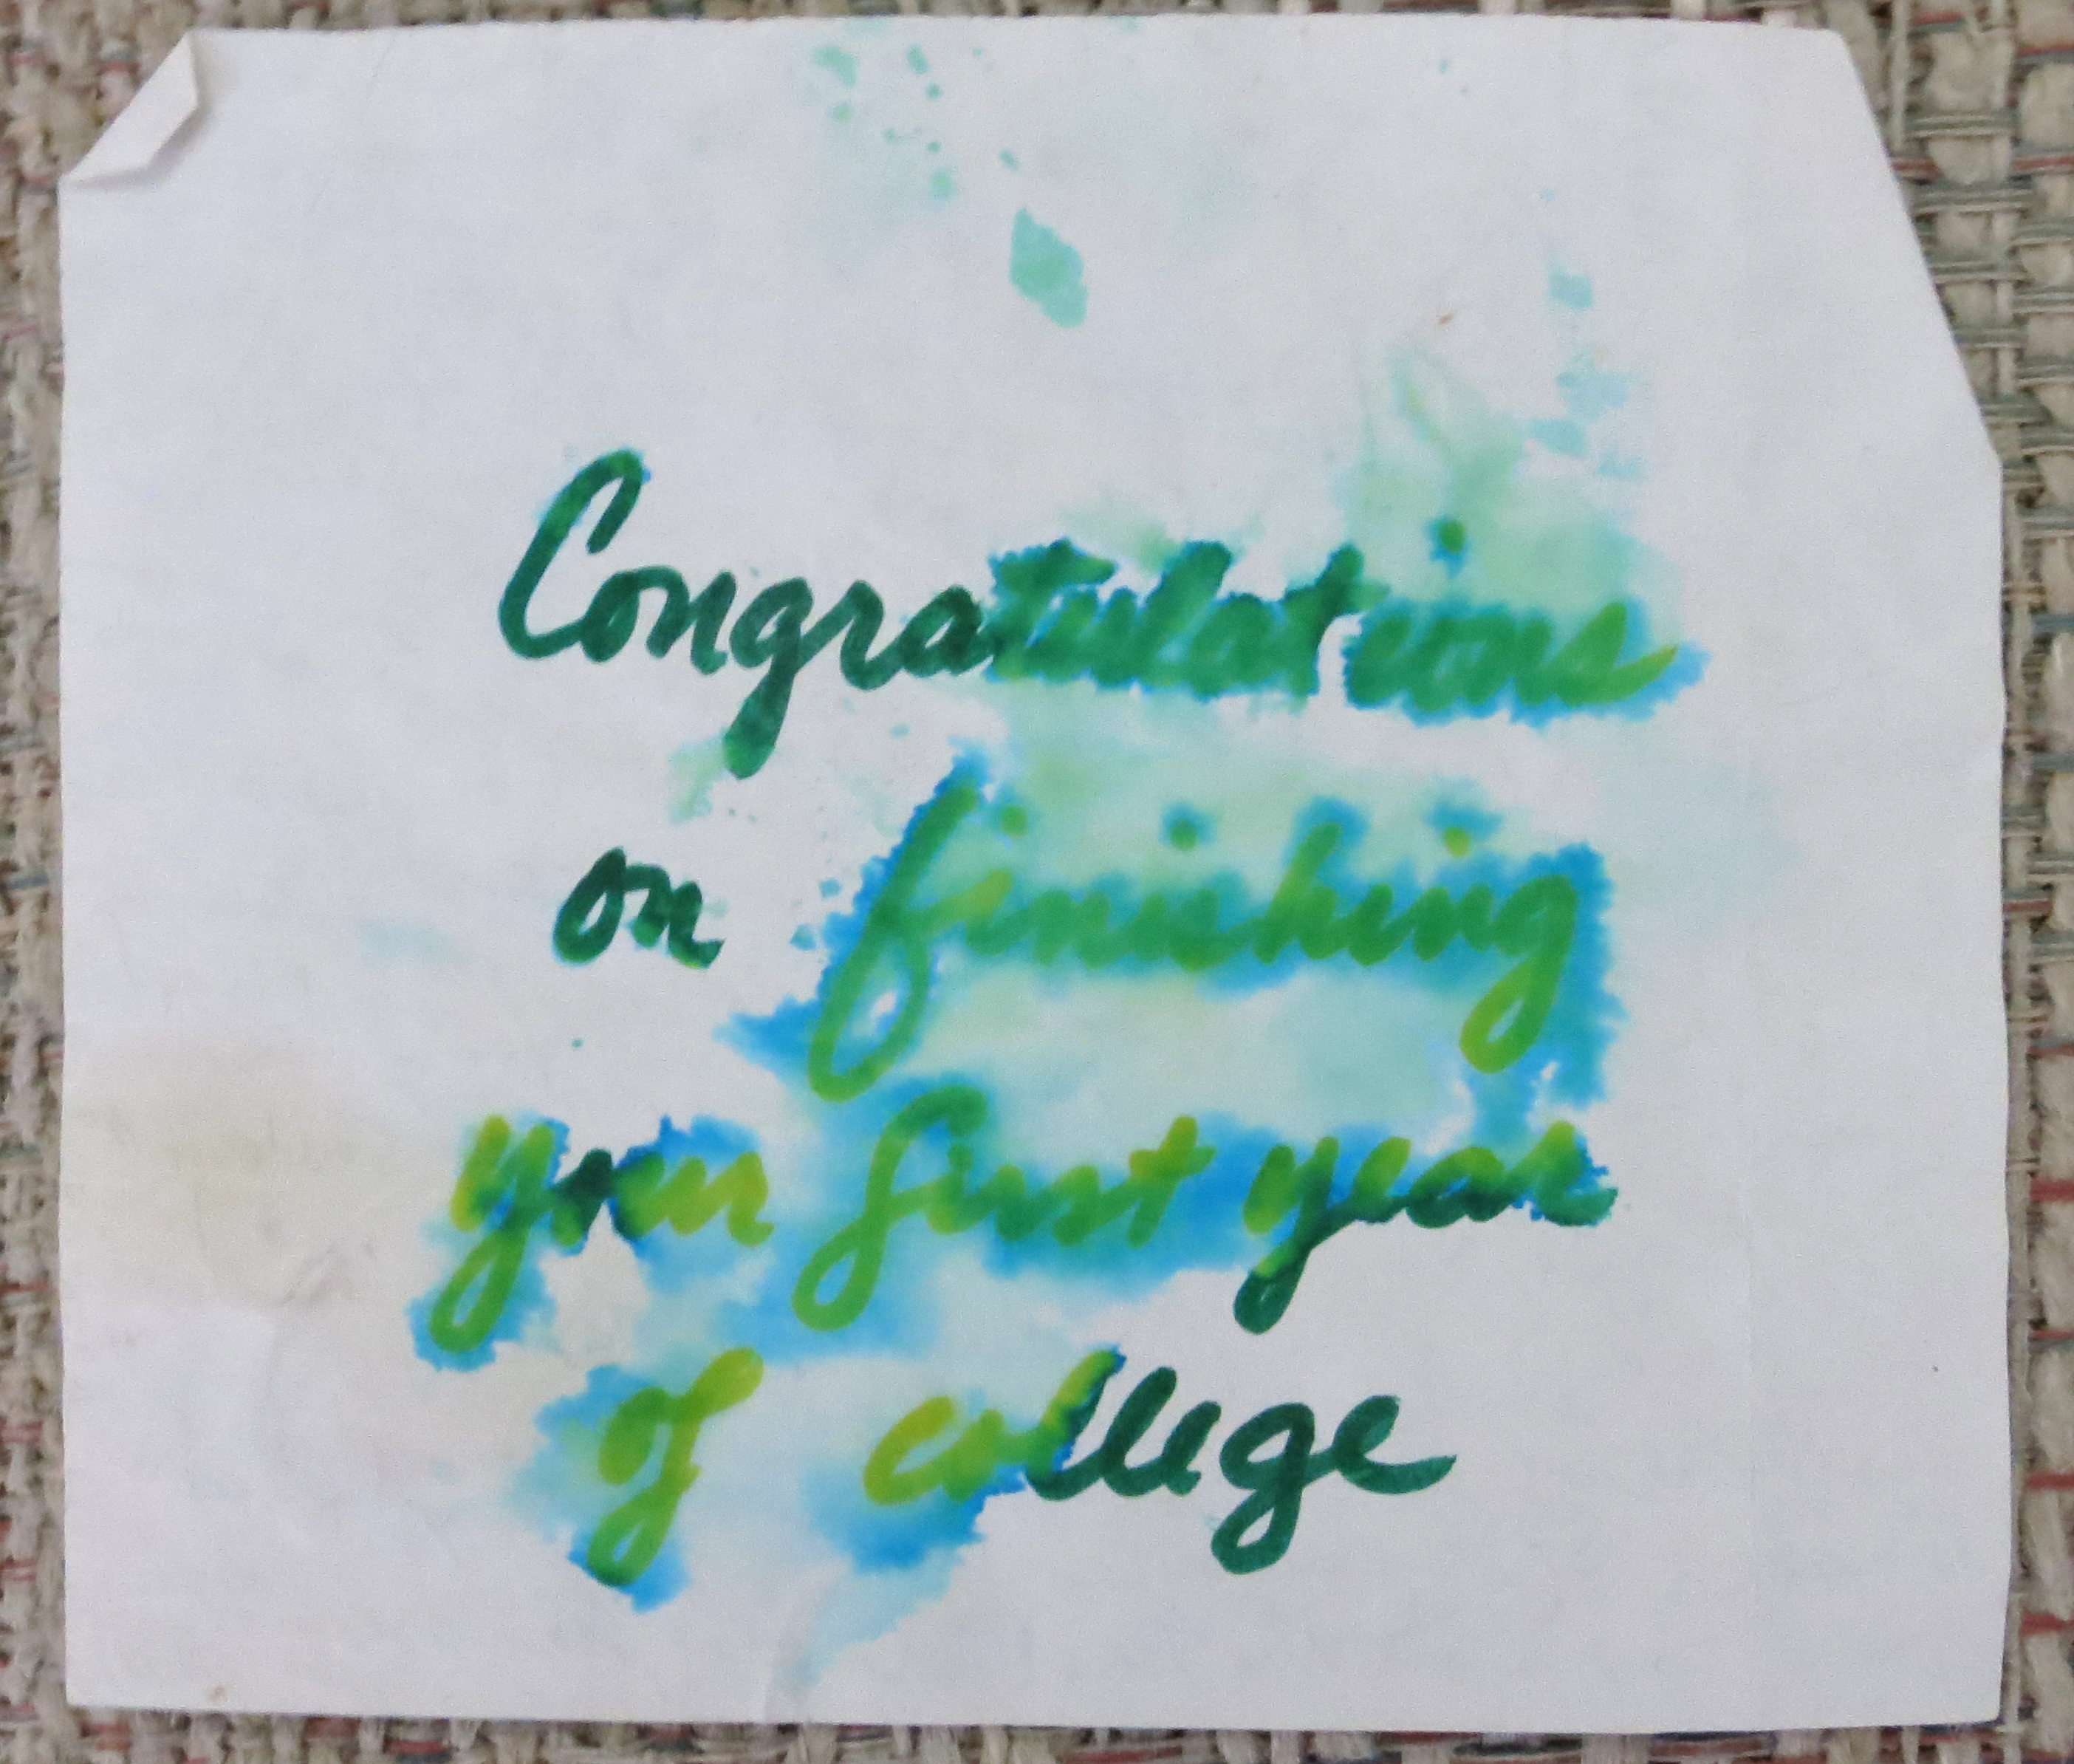 Congratulations
on finishing
your first year
of college